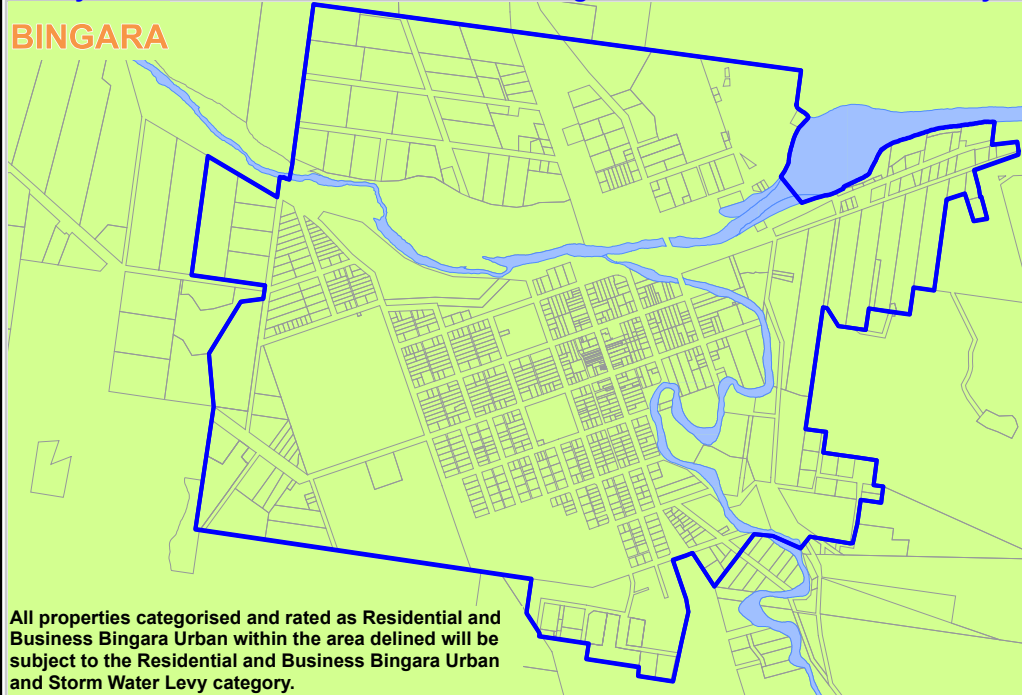 BINGARA
All properties categorised and rated as Residential and
Business Bingara Urban within the area delined will be
subject to the Residential and Business Bingara Urban
and Storm Water Levy category.